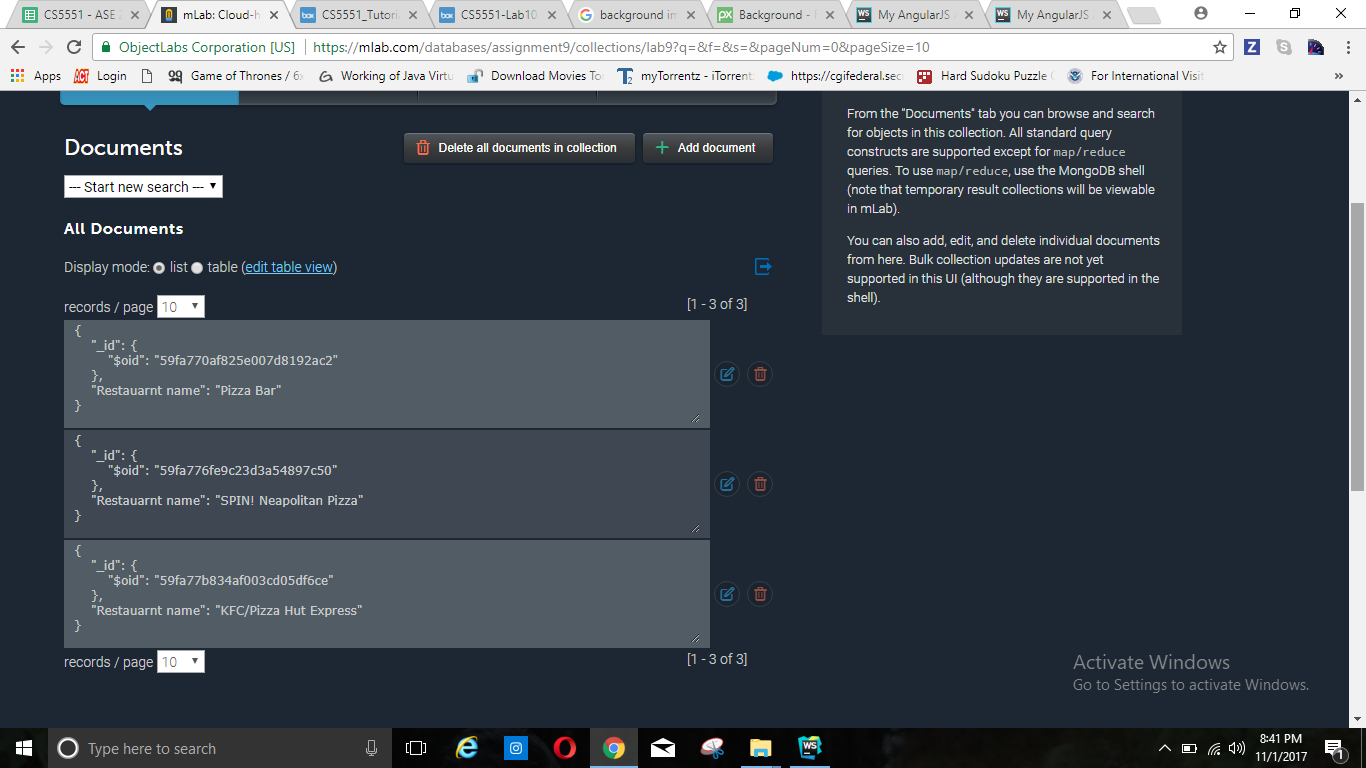 CS5551 - ASE 
mLab: Cloud-h
CS5551_Tutori
CS5551-Lab10
background im
Background -
My AngularJS
My AngularJS
ObjectLabs Corporation [US] | https://mlab.com/databases/assignment9/collections/lab9?q=&f=&s=&pageNum=0&pageSize=10
Apps
Login
Game of Thrones / 6
Working of Java Virtu
Download Movies To
myTorrentz - iTorrent
https://cgifederal.sec
Hard Sudoku Puzzle
For International Visit
»
Documents
Delete all documents in collection
+ Add document
--- Start new search ---
All Documents
Display mode: list table (edit table view)
records / page 10
[1 - 3 of 3]
{
"_id": {
"$oid": "59fa770af825e007d8192ac2"
},
"Restauarnt name": "Pizza Bar"
}
{
"_id": {
"$oid": "59fa776fe9c23d3a54897c50"
},
"Restauarnt name": "SPIN! Neapolitan Pizza"
}
{
"_id": {
"$oid": "59fa77b834af003cd05df6ce"
},
"Restauarnt name": "KFC/Pizza Hut Express"
}
records / page 10
[1 - 3 of 3]
From the "Documents" tab you can browse and search
for objects in this collection. All standard query
constructs are supported except for map/reduce
queries. To use map/reduce, use the MongoDB shell
(note that temporary result collections will be viewable
in mLab).
You can also add, edit, and delete individual documents
from here. Bulk collection updates are not yet
supported in this UI (although they are supported in the
shell).
Activate Windows
Go to Settings to activate Windows.
Type here to search
8:41 PM
11/1/2017
1